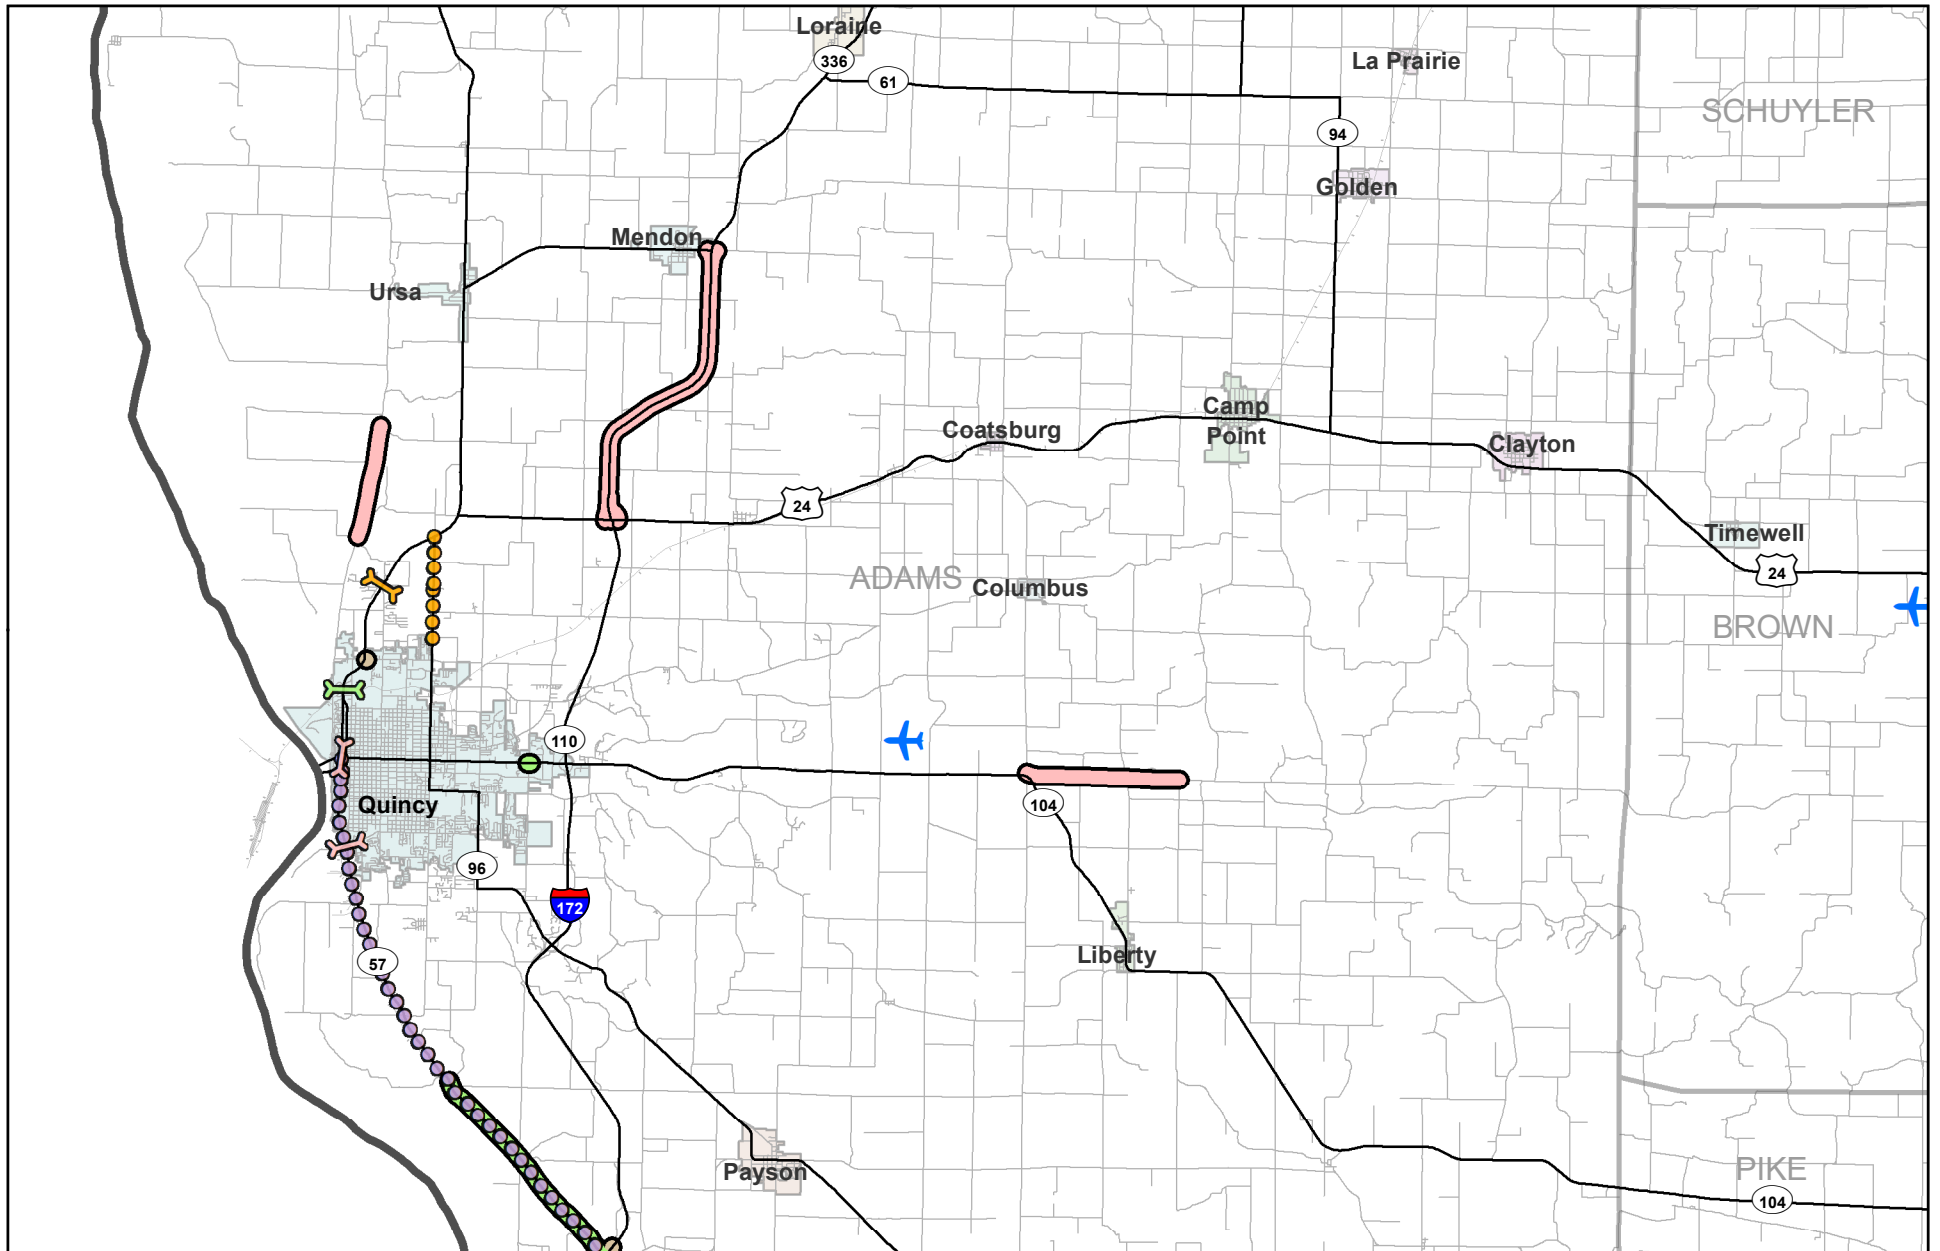 Loraine
336
61
La Prairie
SCHUYLER
94
Golden
Mendon
Ursa
Camp
Point
Coatsburg
Clayton
24
Timewell
24
ADAMS
Columbus
BROWN
110
104
Quincy
96
172
57
Liberty
Payson
PIKE
104